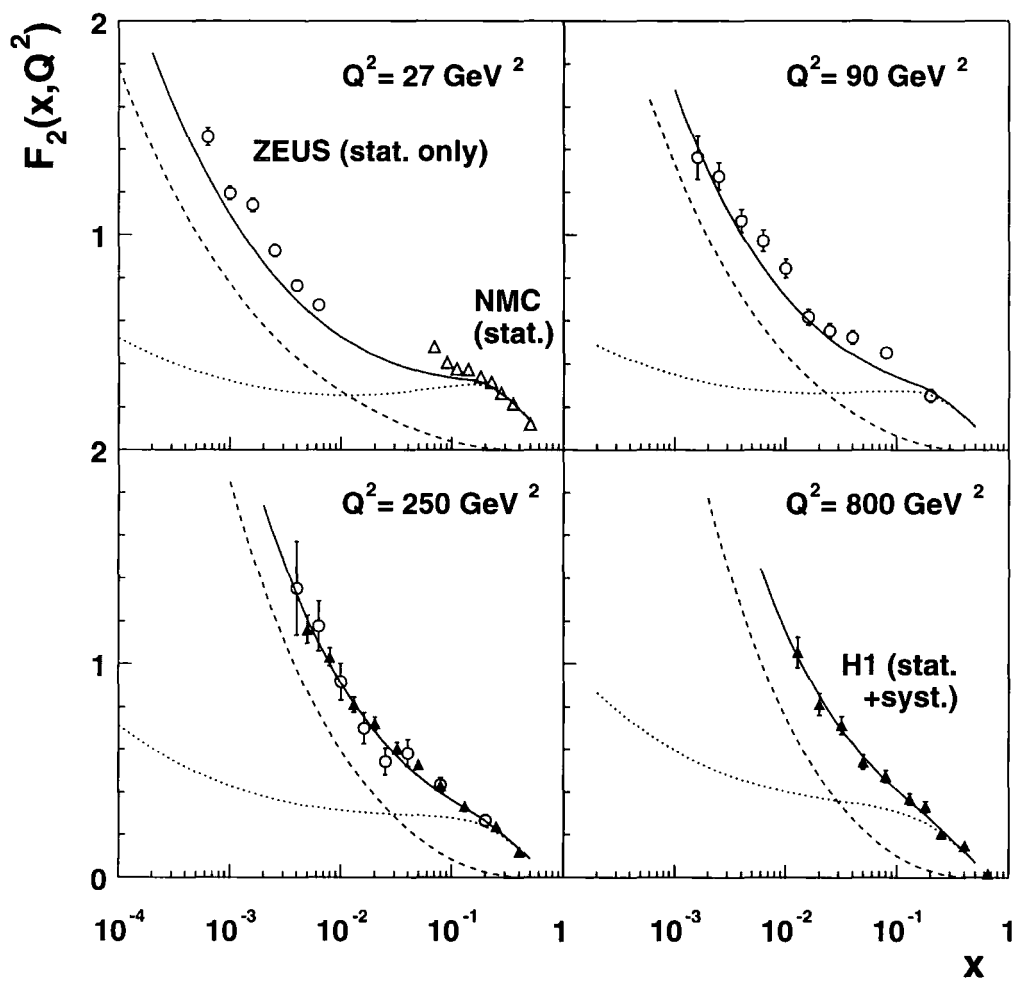 F₂(x,Q²)
2
Q²= 27 GeV ²
ZEUS (stat. only)
1
NMC
(stat.)
Q²= 90 GeV ²
2
Q²= 250 GeV ²
1
0
Q²= 800 GeV ²
H1 (stat.
+syst.)
10⁻⁴ 10⁻³ 10⁻² 10⁻¹ 1
10⁻³ 10⁻² 10⁻¹ 1
x